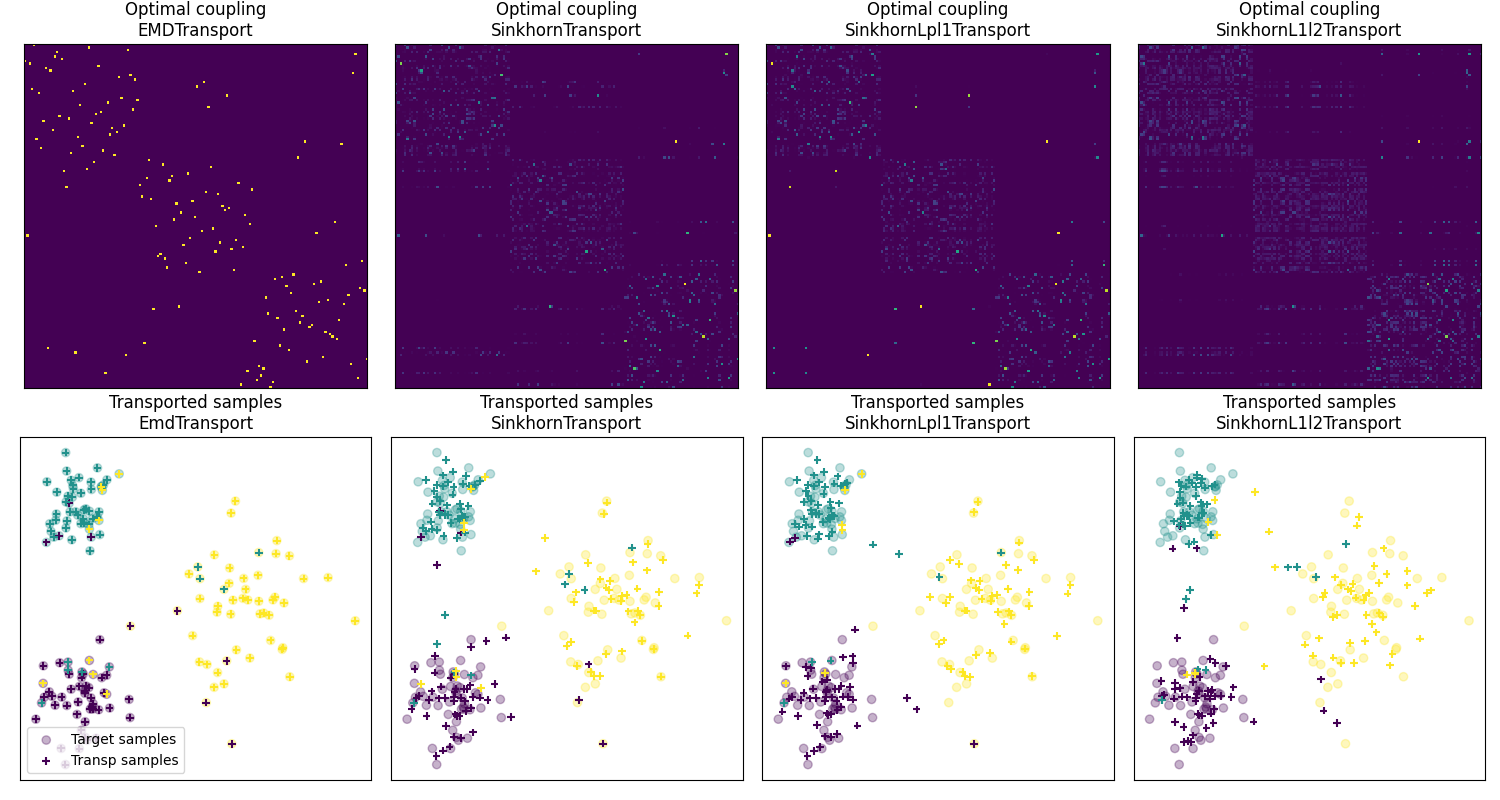 Optimal coupling
EMDTransport
Optimal coupling
SinkhornTransport
Optimal coupling
SinkhornLpl1Transport
Optimal coupling
SinkhornL1l2Transport
Transported samples
EmdTransport
Transported samples
SinkhornTransport
Transported samples
SinkhornLpl1Transport
Transported samples
SinkhornL1l2Transport
Target samples
Transp samples